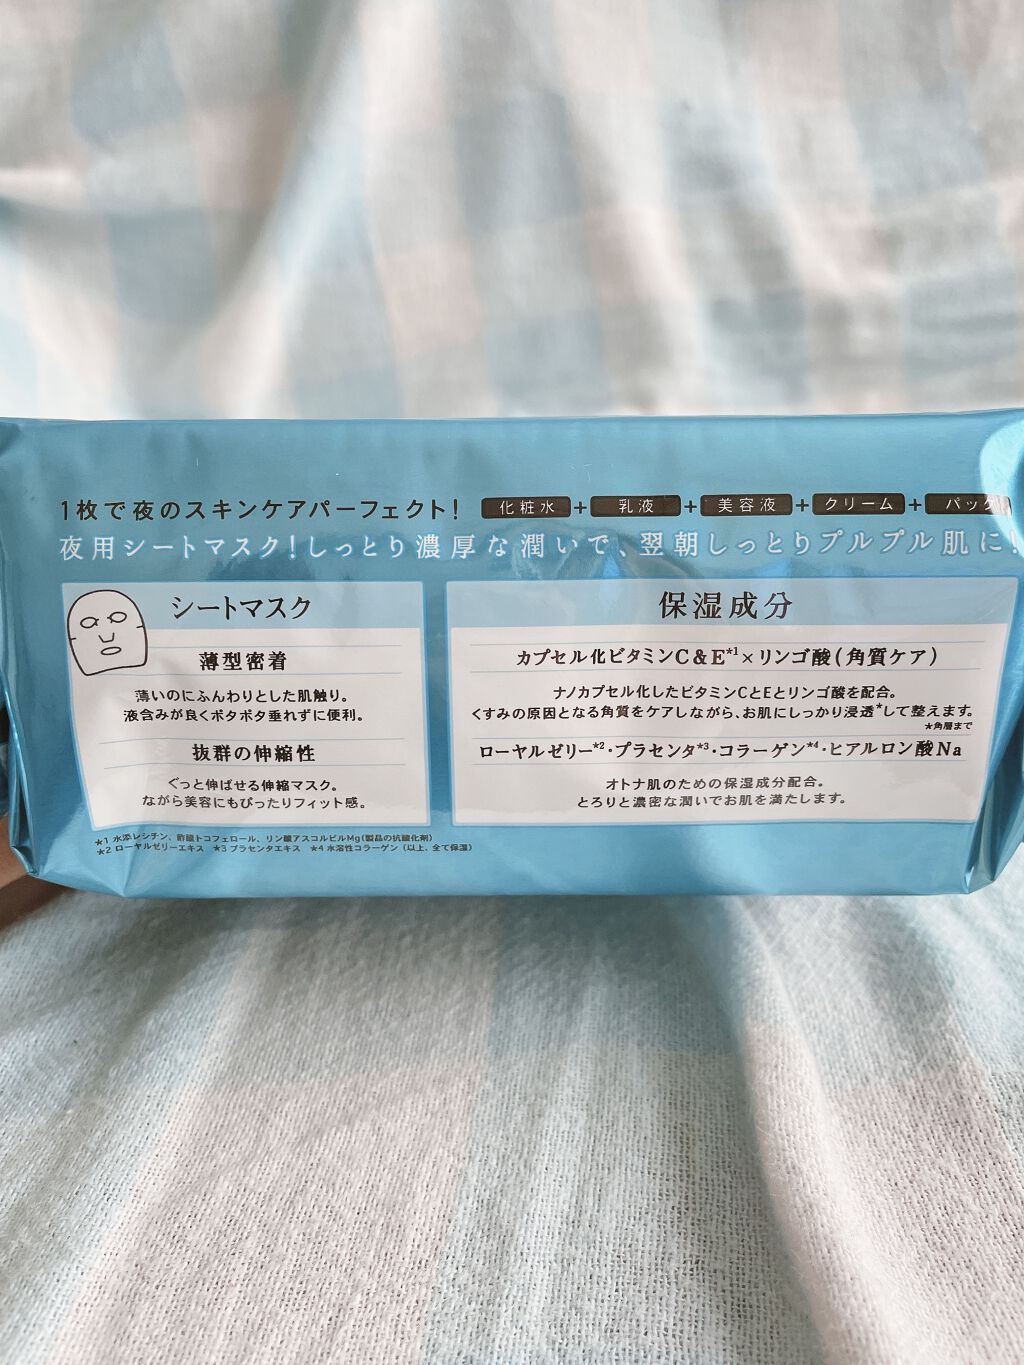 1枚で夜のスキンケアパーフェクト! 化粧水+乳液+美容液+クリーム+パック
夜用シートマスク!しっとり濃厚な潤いで、翌朝しっとりプルプル肌に!
シートマスク
薄型密着
薄いのにふんわりとした肌触り。
液含みが良くボタボタ垂れずに便利。
抜群の伸縮性
ぐっと伸ばせる伸縮マスク。
ながら美容にもぴったりフィット感。
保湿成分
カプセル化ビタミンC&E*1×リンゴ酸(角質ケア)
ナノカプセル化したビタミンCとEとリンゴ酸を配合。
くすみの原因となる角質をケアしながら、お肌にしっかり浸透*して整えます。
*角層まで
ローヤルゼリー*2・プラセンタ*3・コラーゲン*4・ヒアルロン酸Na
オトナ肌のための保湿成分配合。
とろりと濃密な潤いでお肌を満たします。
*1 水添レシチン、酢酸トコフェロール、リン酸アスコルビルMg(製品の抗酸化剤)
*2 ローヤルゼリーエキス *3 プラセンタエキス *4 水溶性コラーゲン(以上、全て保湿)